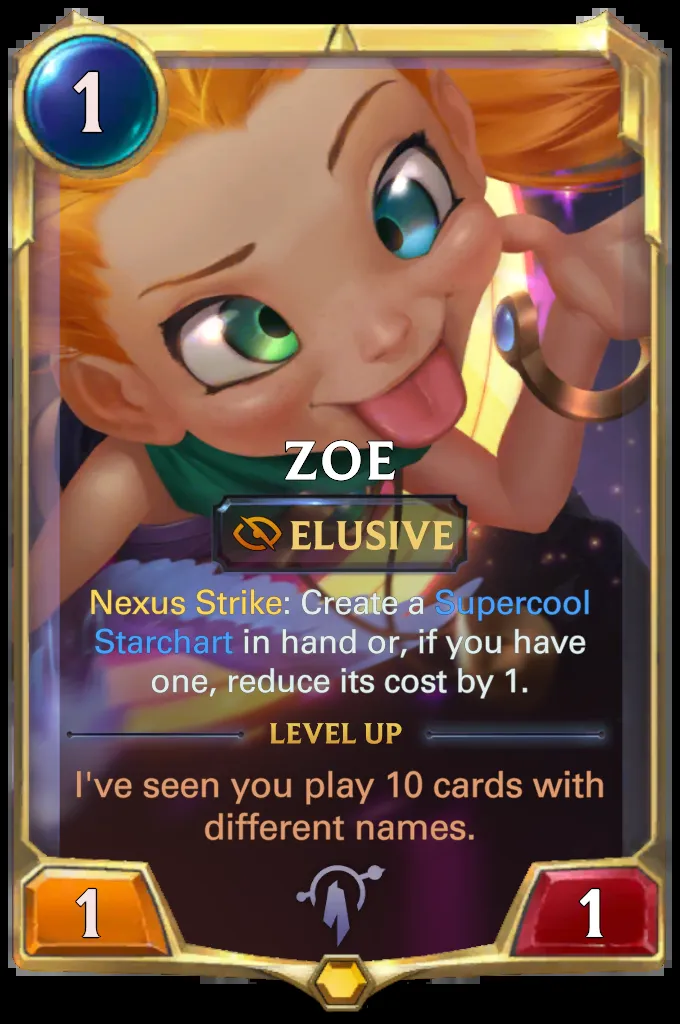 1
ZOE
ELUSIVE
Nexus Strike: Create a Supercool
Starchart in hand or, if you have
one, reduce its cost by 1.
LEVEL UP
I've seen you play 10 cards with
different names.
1
1